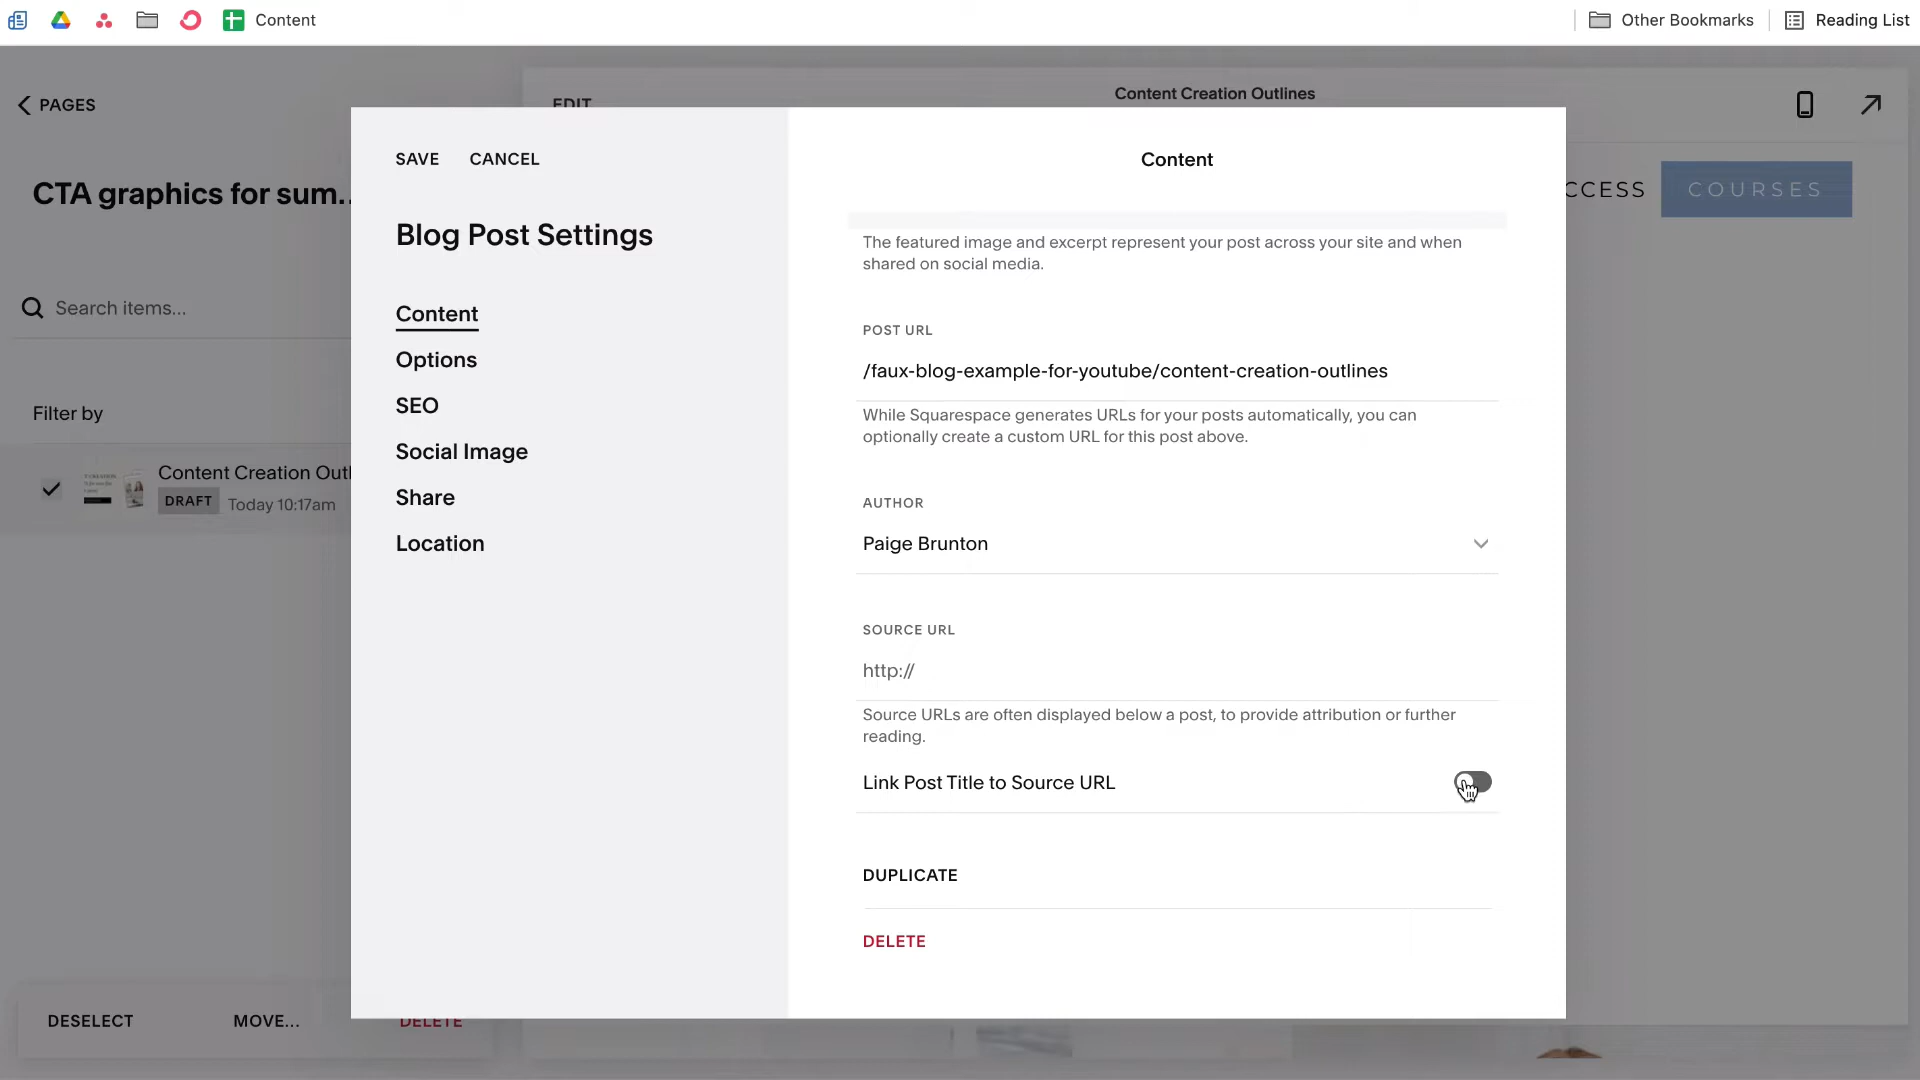 Content
Other Bookmarks
Reading List
PAGES
EDIT
Content Creation Outlines
CTA graphics for sum...
CCESS
COURSES
Search items...
Filter by
Content Creation Outl
DRAFT
Today 10:17am
DESELECT
MOVE...
DELETE
SAVE
CANCEL
Blog Post Settings
Content
Options
SEO
Social Image
Share
Location
Content
The featured image and excerpt represent your post across your site and when
shared on social media.
POST URL
/faux-blog-example-for-youtube/content-creation-outlines
While Squarespace generates URLs for your posts automatically, you can
optionally create a custom URL for this post above.
AUTHOR
Paige Brunton
SOURCE URL
http://
Source URLs are often displayed below a post, to provide attribution or further
reading.
Link Post Title to Source URL
DUPLICATE
DELETE